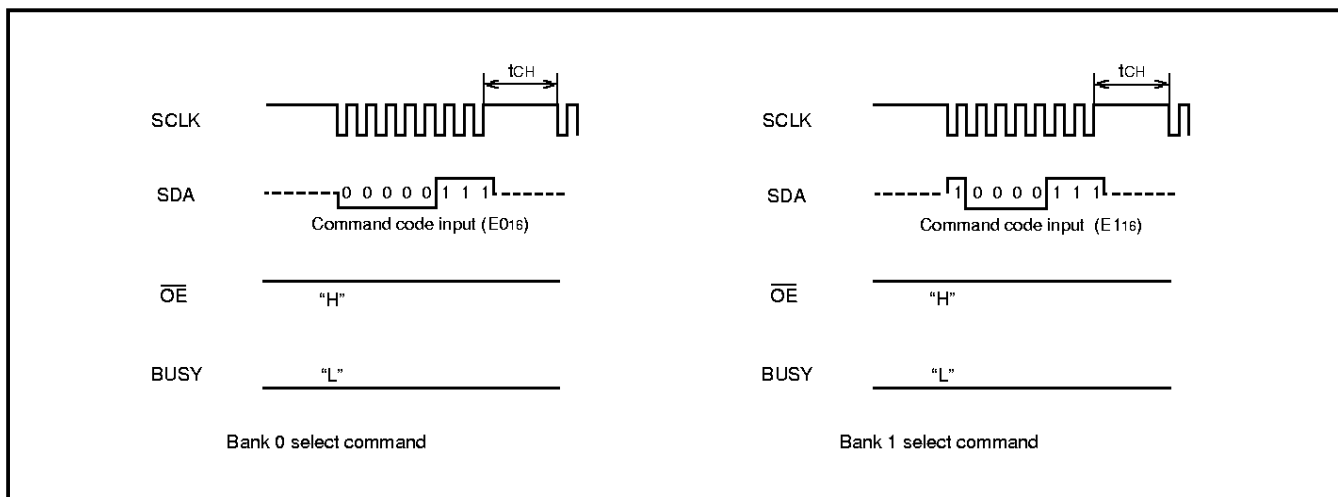 tCH
SCLK
SDA
0 0 0 0 0 1 1 1
Command code input (E016)
OE
“H”
BUSY
“L”
Bank 0 select command
tCH
SCLK
SDA
1 0 0 0 0 1 1 1
Command code input (E116)
OE
“H”
BUSY
“L”
Bank 1 select command